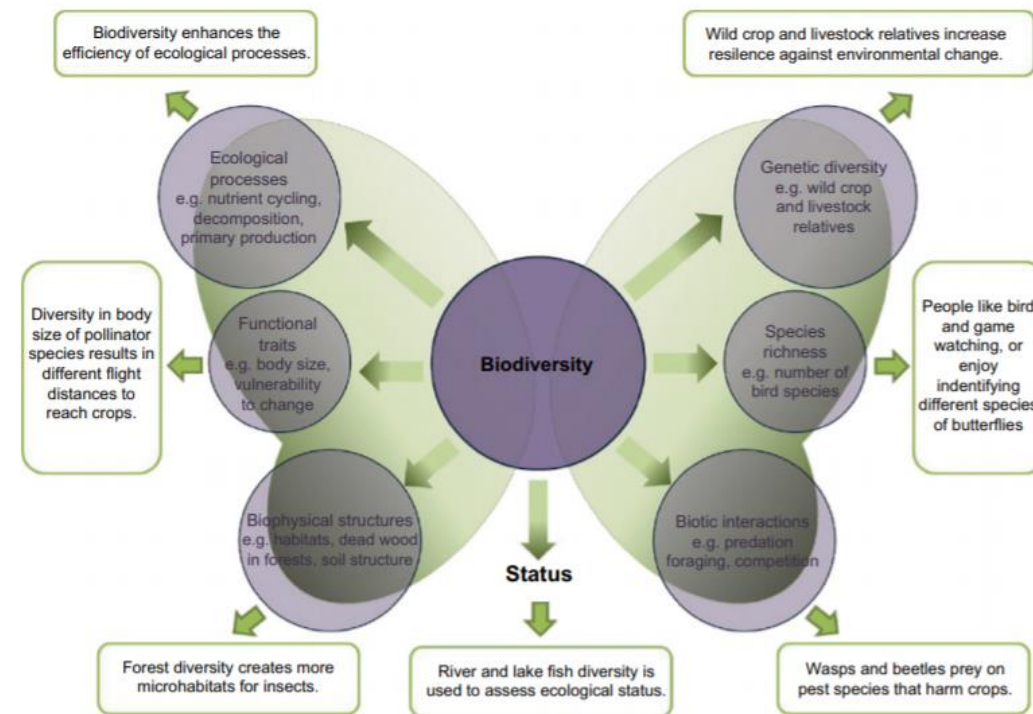 Biodiversity enhances the
efficiency of ecological processes.
Wild crop and livestock relatives increase
resilence against environmental change.
Ecological
processes
e.g. nutrient cycling,
decomposition,
primary production
Genetic diversity
e.g. wild crop
and livestock
relatives
Diversity in body
size of pollinator
species results in
different flight
distances to
reach crops.
Functional
traits
e.g. body size,
vulnerability
to change
Biodiversity
Species
richness
e.g. number of
bird species
People like bird
and game
watching, or
enjoy
indentifying
different species
of butterflies
Biophysical structures
e.g. habitats, dead wood
in forests, soil structure
Status
Biotic interactions
e.g. predation
foraging, competition
Forest diversity creates more
microhabitats for insects.
River and lake fish diversity is
used to assess ecological status.
Wasps and beetles prey on
pest species that harm crops.